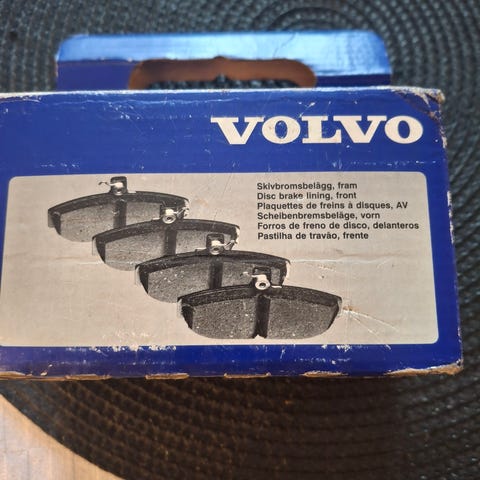 VOLVO
Skivbromsbelägg, fram
Disc brake lining, front
Plaquettes de freins à disques, AV
Scheibenbremsbeläge, vorn
Forros de freno de disco, delanteros
Pastilha de travão, frente